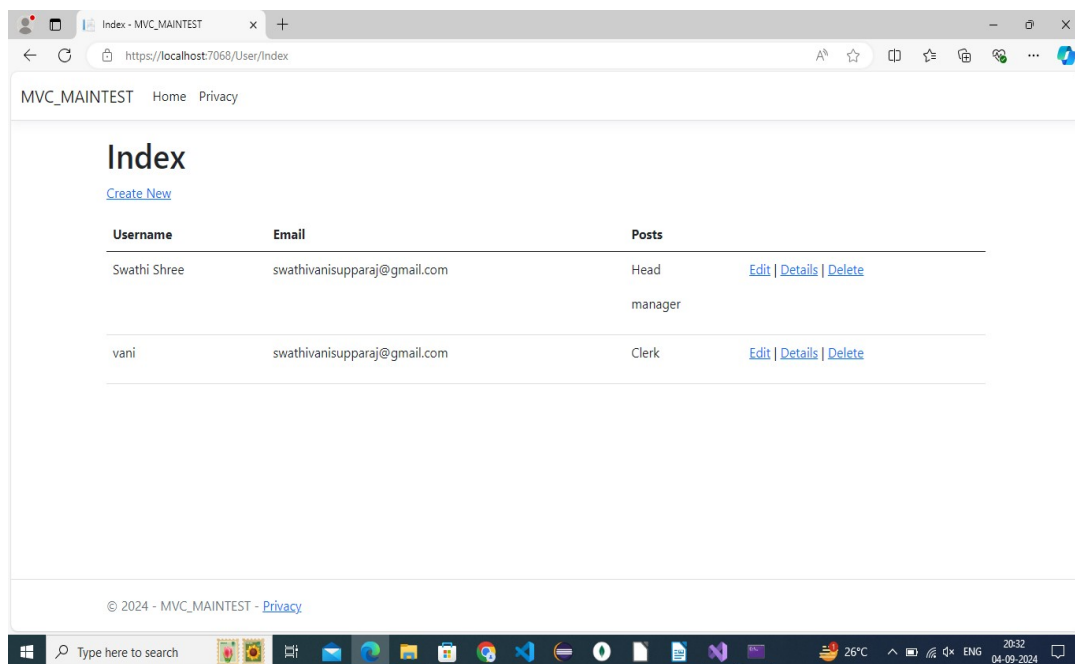 Index - MVC_MAINTEST
https://localhost:7068/User/Index
MVC_MAINTEST Home Privacy
Index
Create New
Username Email Posts
Swathi Shree swathivanisupparaj@gmail.com Head Edit | Details | Delete
manager
vani swathivanisupparaj@gmail.com Clerk Edit | Details | Delete
© 2024 - MVC_MAINTEST - Privacy
Type here to search 26°C ENG 20:32
04-09-2024